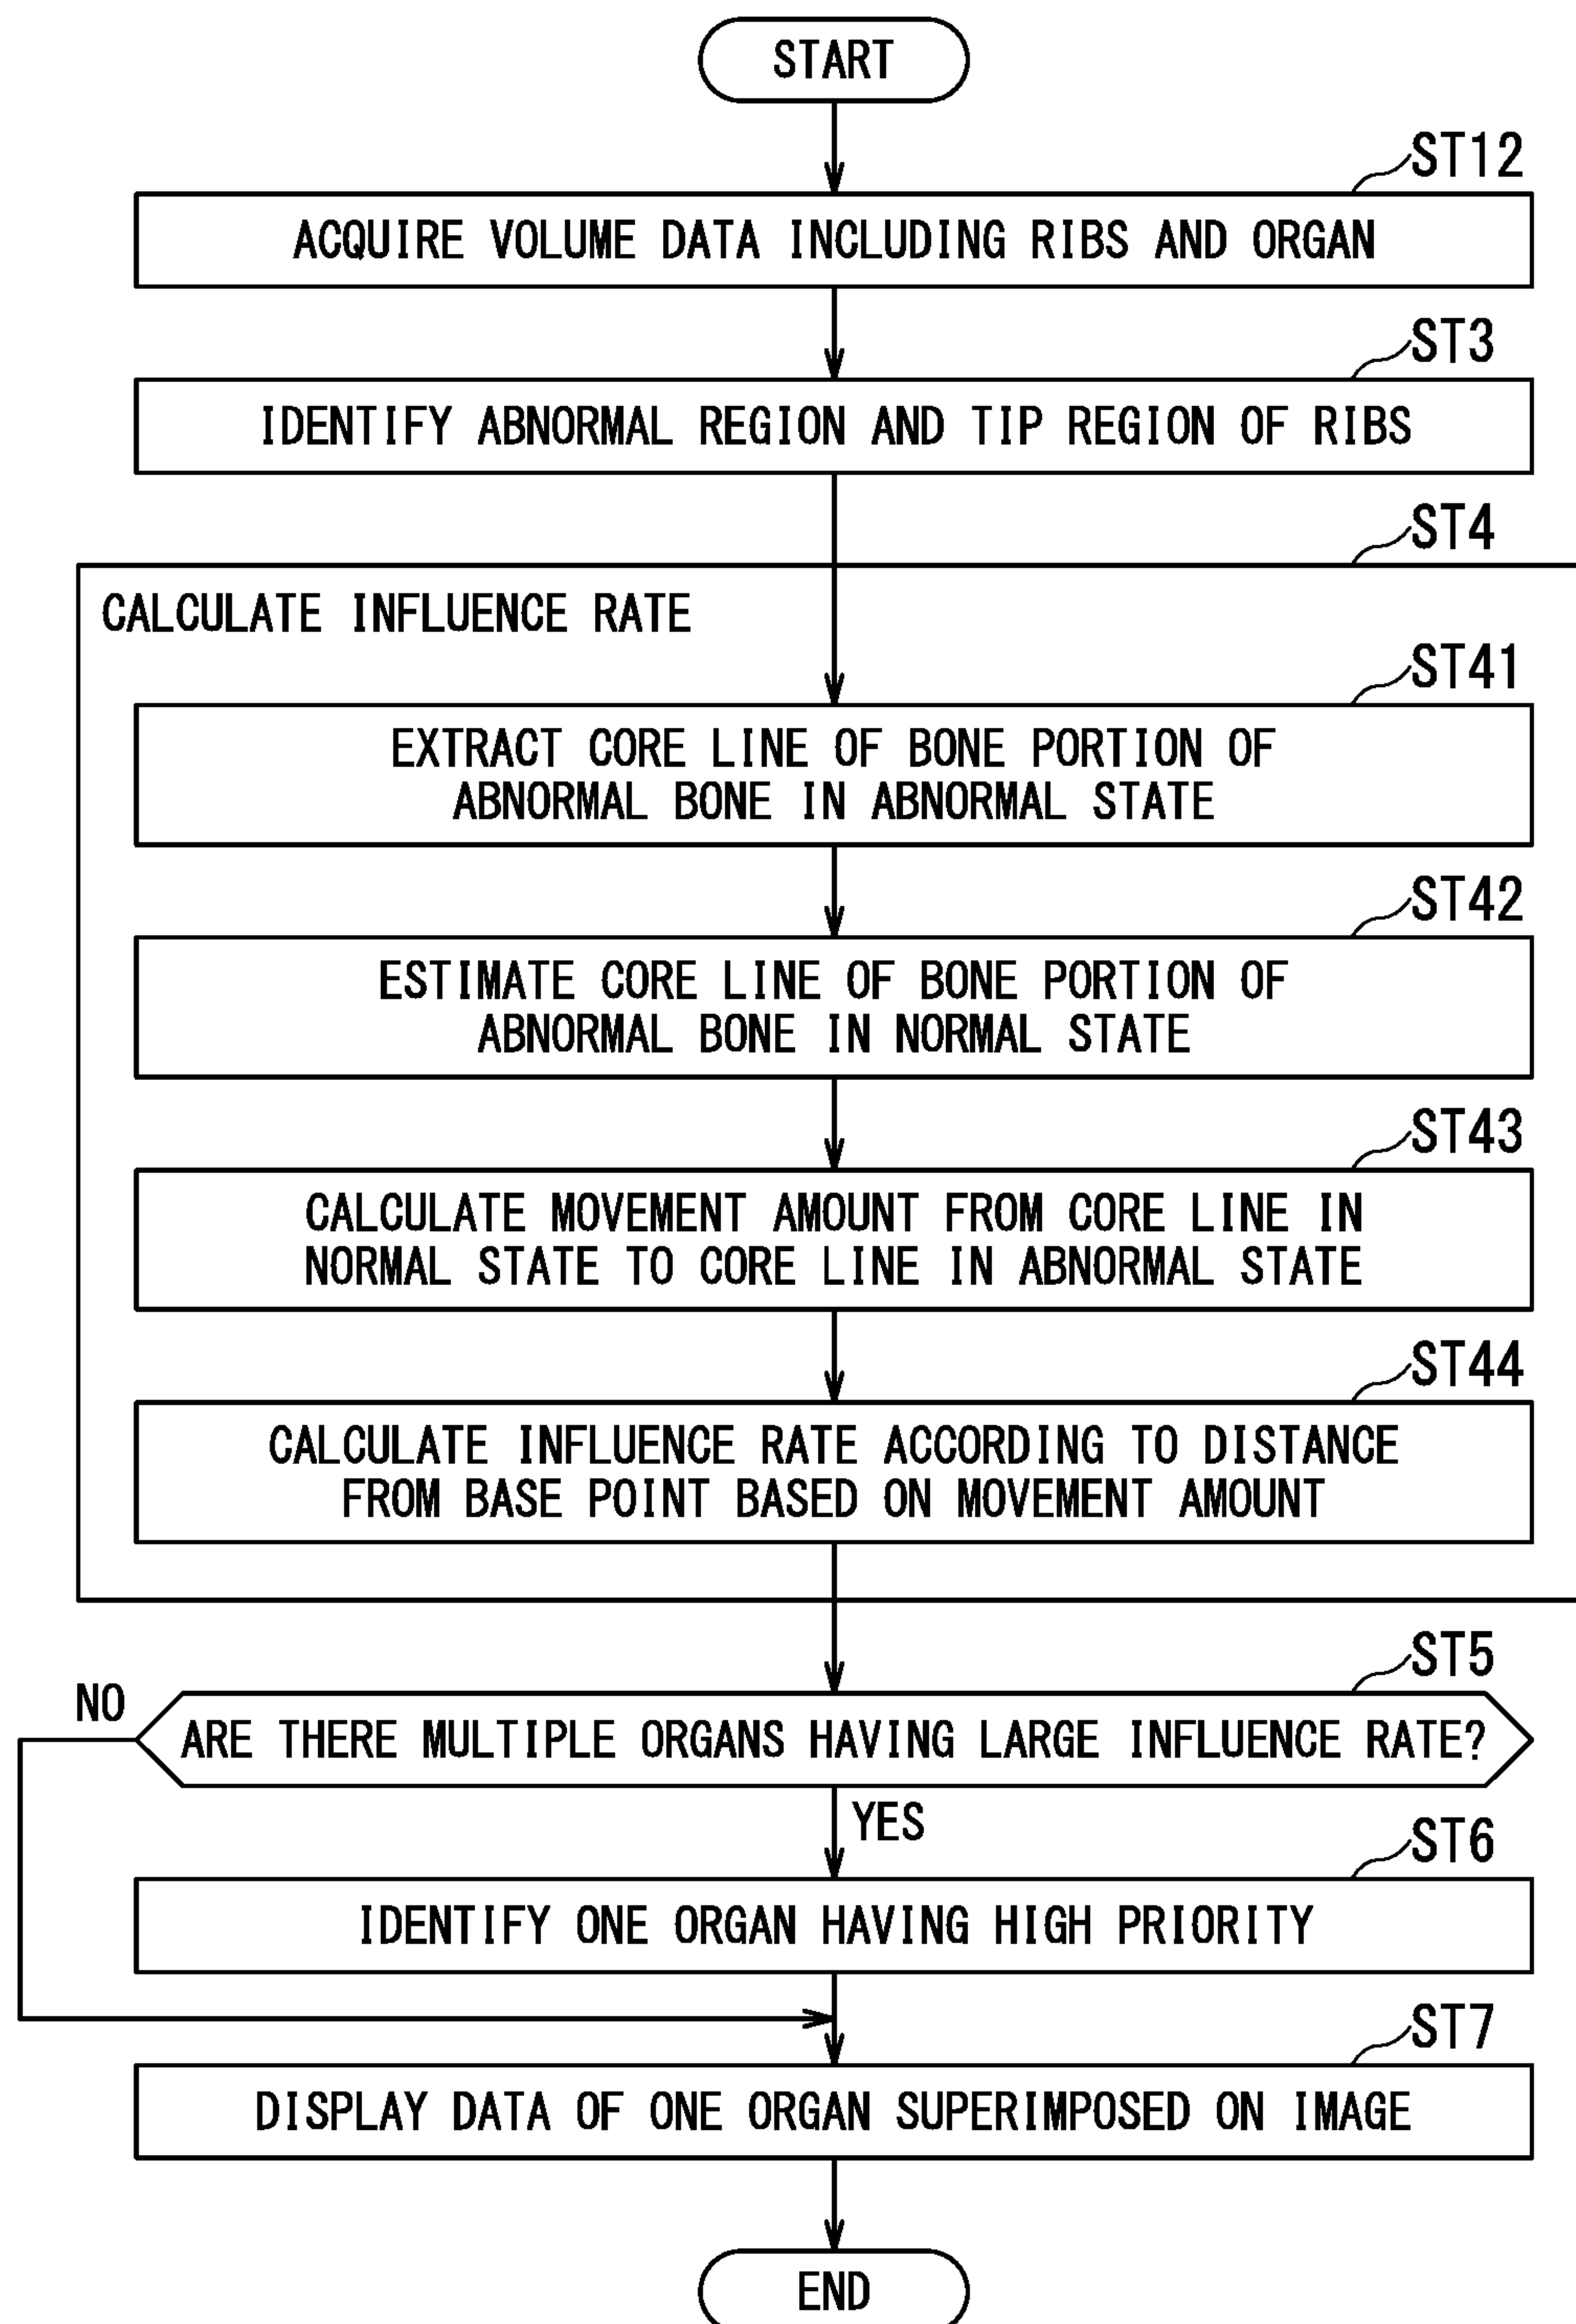 START
ST12
ACQUIRE VOLUME DATA INCLUDING RIBS AND ORGAN
ST3
IDENTIFY ABNORMAL REGION AND TIP REGION OF RIBS
ST4
CALCULATE INFLUENCE RATE
ST41
EXTRACT CORE LINE OF BONE PORTION OF
ABNORMAL BONE IN ABNORMAL STATE
ST42
ESTIMATE CORE LINE OF BONE PORTION OF
ABNORMAL BONE IN NORMAL STATE
ST43
CALCULATE MOVEMENT AMOUNT FROM CORE LINE IN
NORMAL STATE TO CORE LINE IN ABNORMAL STATE
ST44
CALCULATE INFLUENCE RATE ACCORDING TO DISTANCE
FROM BASE POINT BASED ON MOVEMENT AMOUNT
ST5
NO
ARE THERE MULTIPLE ORGANS HAVING LARGE INFLUENCE RATE?
YES
ST6
IDENTIFY ONE ORGAN HAVING HIGH PRIORITY
ST7
DISPLAY DATA OF ONE ORGAN SUPERIMPOSED ON IMAGE
END